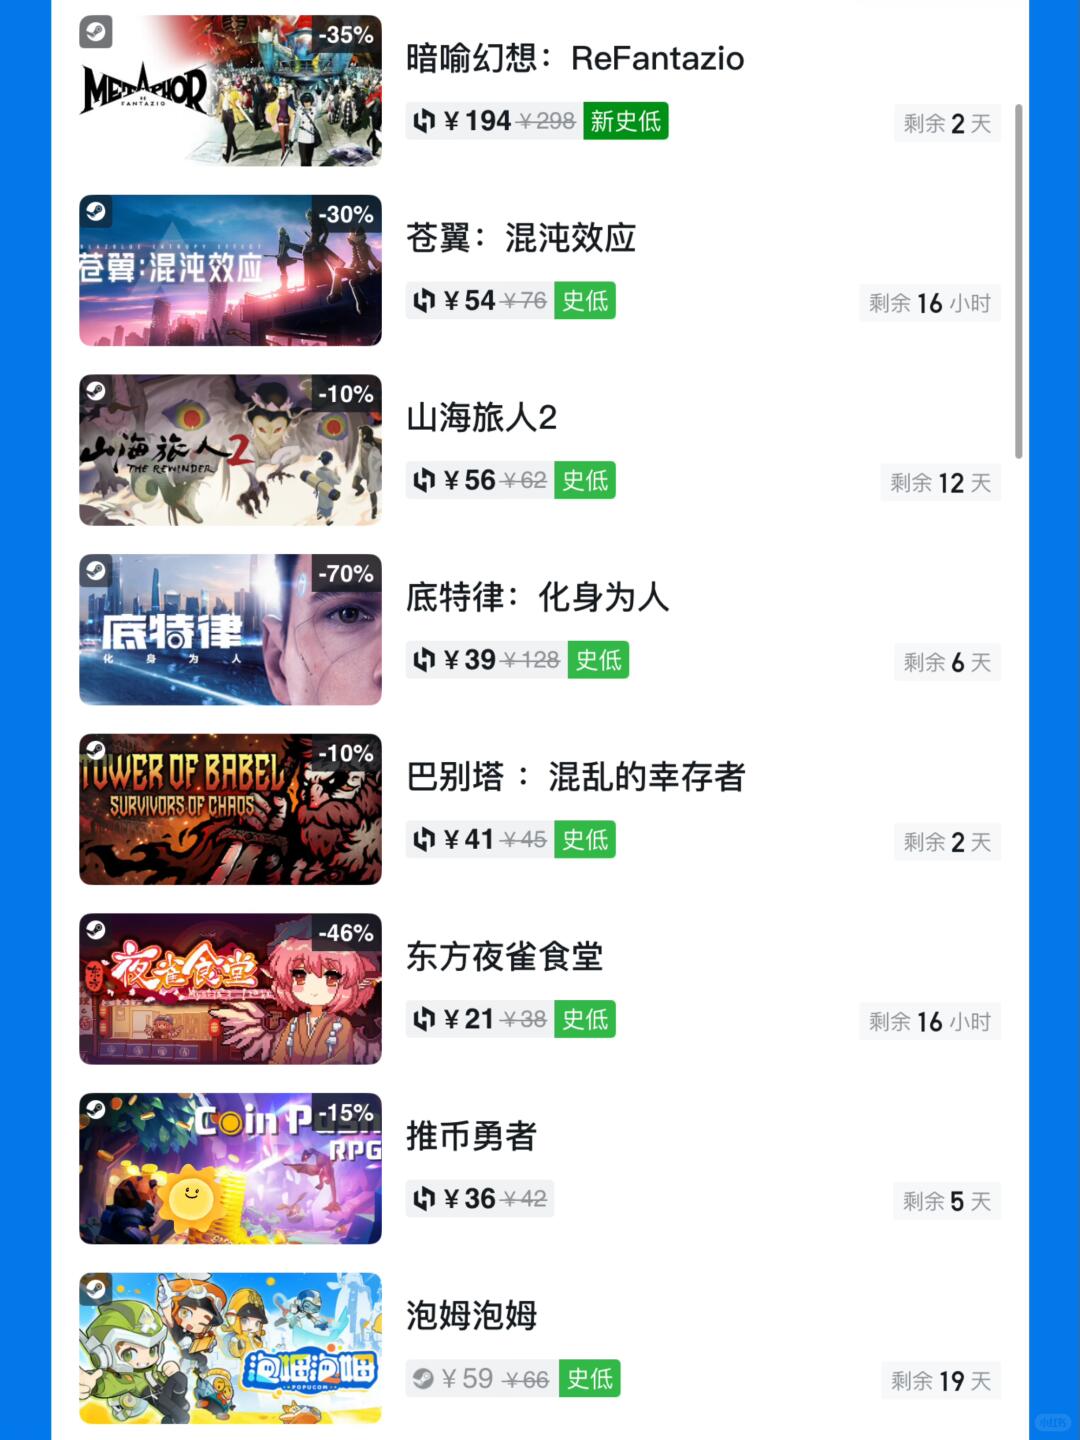 METAPHOR
RE FANTAZIO
-35%
暗喻幻想：ReFantazio
¥194 ¥298 新史低
剩余 2 天
-30%
BLAZBLUE ENTROPY EFFECT
苍翼:混沌效应
苍翼：混沌效应
¥54 ¥76 史低
剩余 16 小时
-10%
山海旅人2
THE REWINDER
山海旅人2
¥56 ¥62 史低
剩余 12 天
-70%
底特律
化身为人
底特律：化身为人
¥39 ¥128 史低
剩余 6 天
-10%
TOWER OF BABEL
SURVIVORS OF CHAOS
巴别塔 ：混乱的幸存者
¥41 ¥45 史低
剩余 2 天
-46%
东方
夜雀食堂
东方夜雀食堂
¥21 ¥38 史低
剩余 16 小时
-15%
Coin Push
RPG
推币勇者
¥36 ¥42
剩余 5 天
泡姆泡姆
POPUCOM
泡姆泡姆
¥59 ¥66 史低
剩余 19 天
小红书